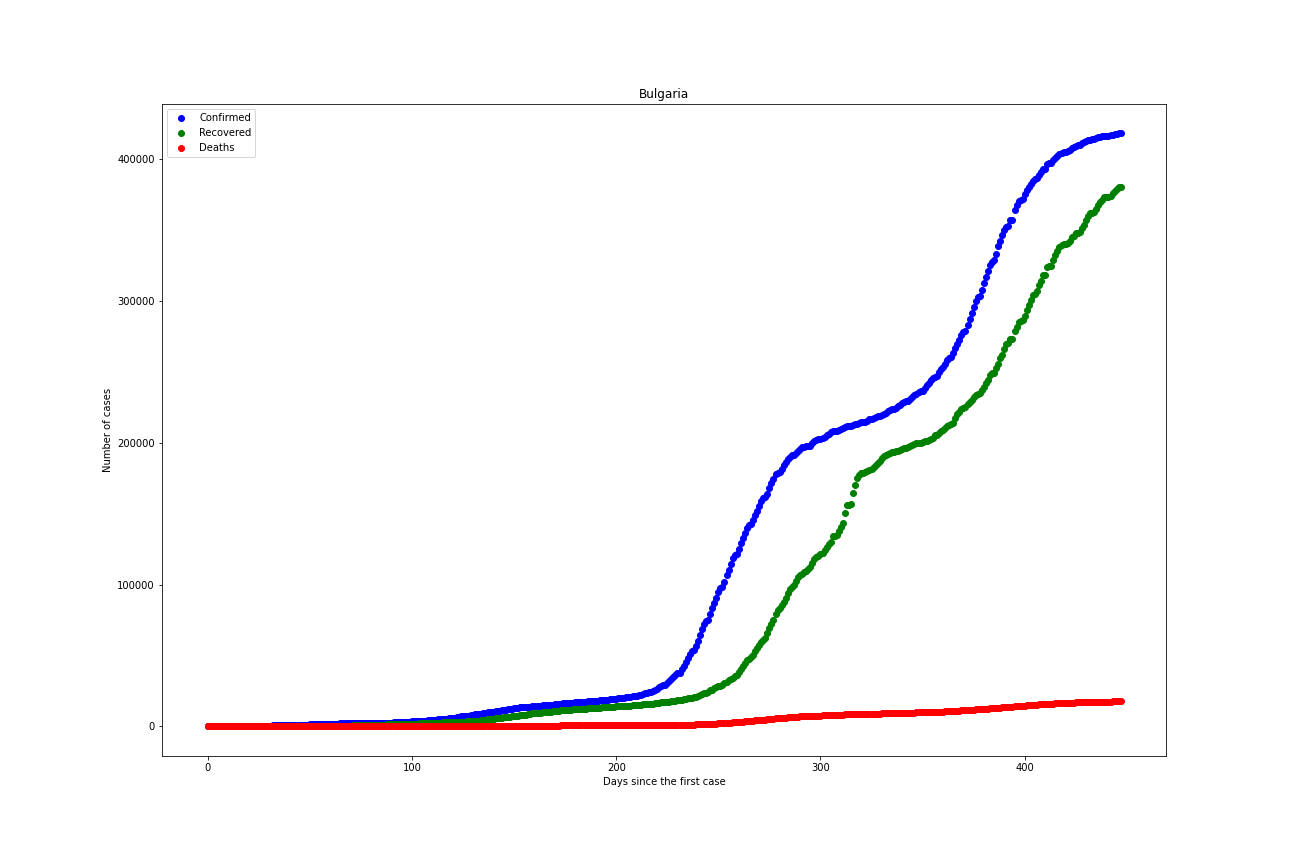 Bulgaria
Confirmed
Recovered
Deaths
Number of cases
400000
300000
200000
100000
0
0
100
200
300
400
Days since the first case